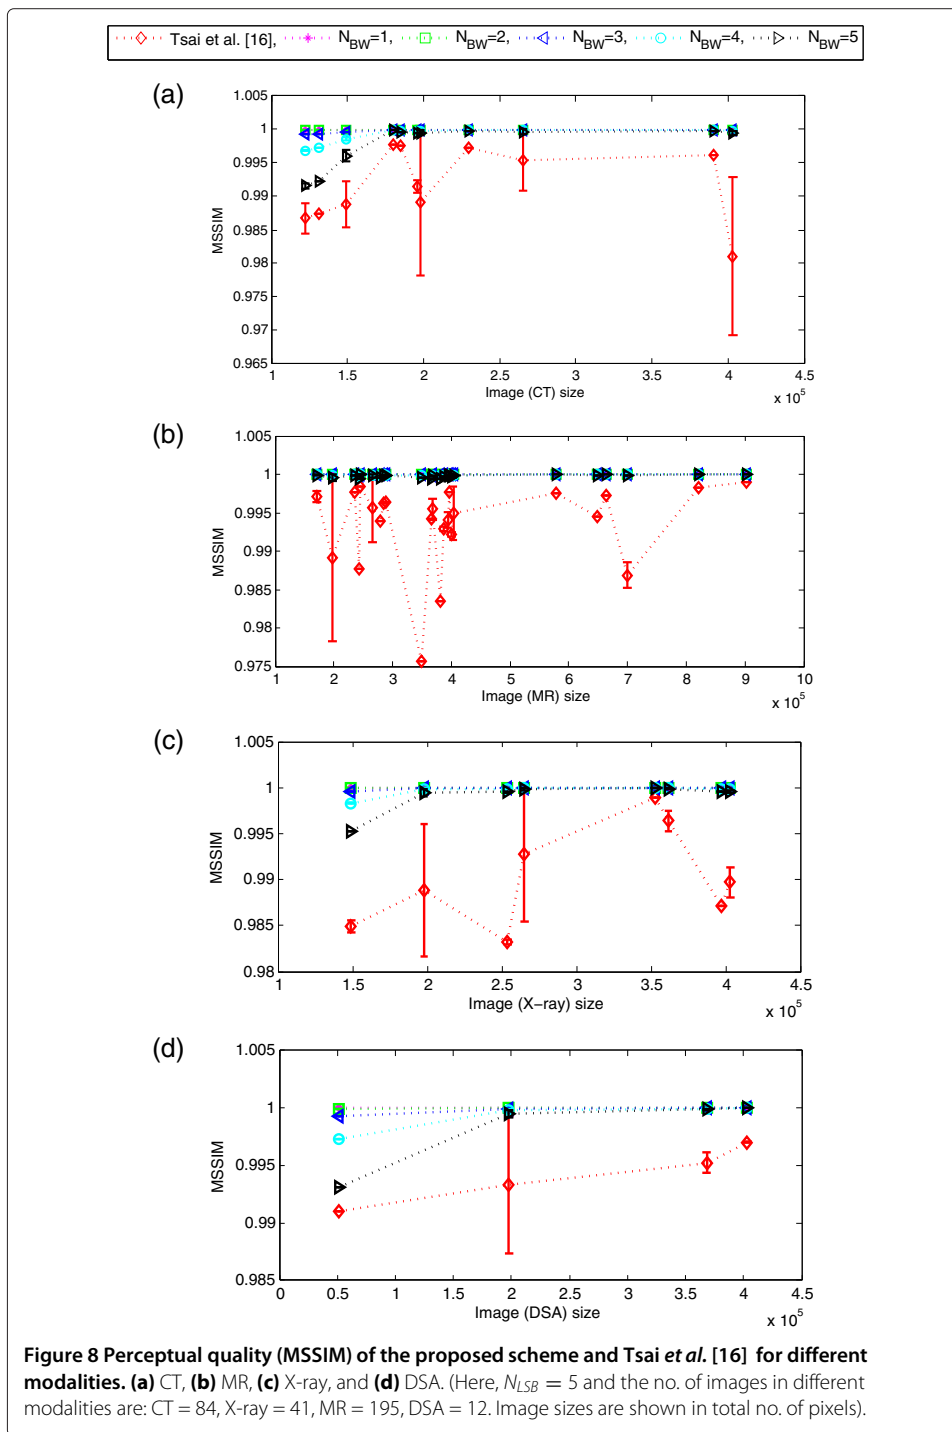 Tsai et al. [16], N_BW=1, N_BW=2, N_BW=3, N_BW=4, N_BW=5
(a)
1.005
1
0.995
0.99
0.985
0.98
0.975
0.97
0.965
MSSIM
1 1.5 2 2.5 3 3.5 4 4.5
Image (CT) size
x 10^5
(b)
1.005
1
0.995
0.99
0.985
0.98
0.975
MSSIM
1 2 3 4 5 6 7 8 9 10
Image (MR) size
x 10^5
(c)
1.005
1
0.995
0.99
0.985
0.98
MSSIM
1 1.5 2 2.5 3 3.5 4 4.5
Image (X−ray) size
x 10^5
(d)
1.005
1
0.995
0.99
0.985
MSSIM
0 0.5 1 1.5 2 2.5 3 3.5 4 4.5
Image (DSA) size
x 10^5
Figure 8 Perceptual quality (MSSIM) of the proposed scheme and Tsai et al. [16] for different
modalities. (a) CT, (b) MR, (c) X-ray, and (d) DSA. (Here, N_LSB = 5 and the no. of images in different
modalities are: CT = 84, X-ray = 41, MR = 195, DSA = 12. Image sizes are shown in total no. of pixels).